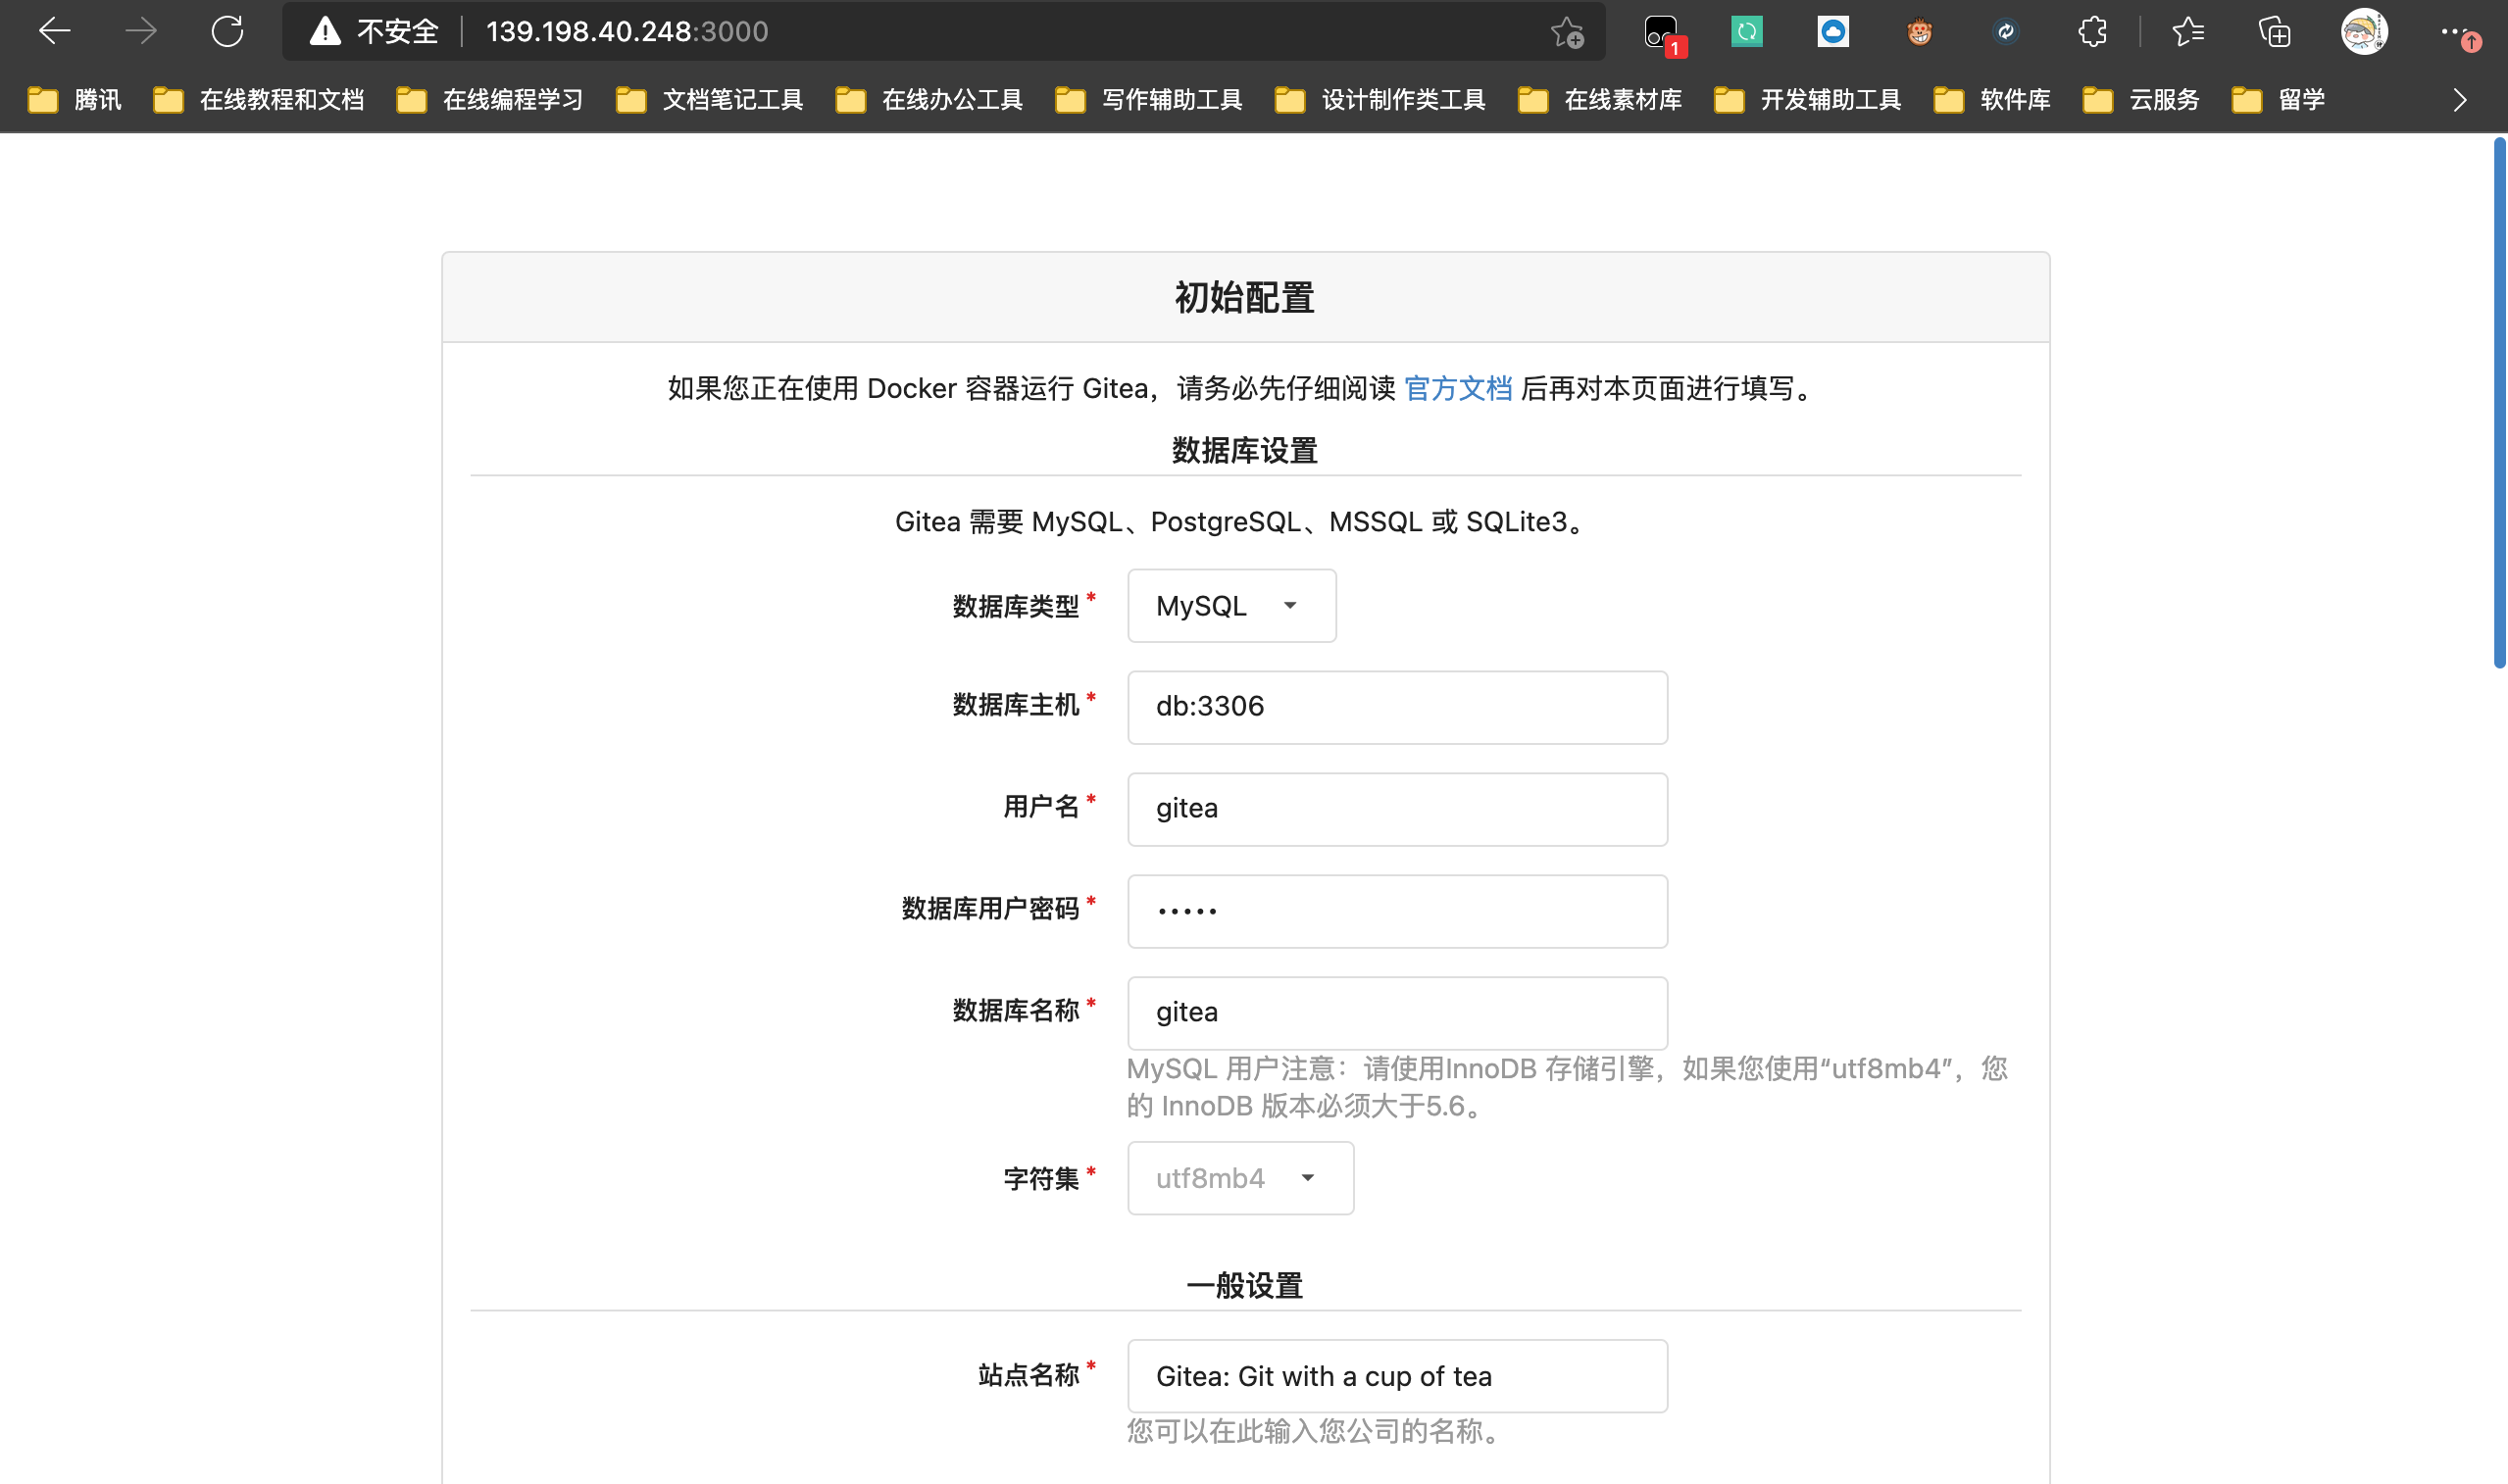 不安全 139.198.40.248:3000
1
腾讯 在线教程和文档 在线编程学习 文档笔记工具 在线办公工具 写作辅助工具 设计制作类工具 在线素材库 开发辅助工具 软件库 云服务 留学
初始配置
如果您正在使用 Docker 容器运行 Gitea，请务必先仔细阅读 官方文档 后再对本页面进行填写。
数据库设置
Gitea 需要 MySQL、PostgreSQL、MSSQL 或 SQLite3。
数据库类型* MySQL
数据库主机* db:3306
用户名* gitea
数据库用户密码* •••••
数据库名称* gitea
MySQL 用户注意：请使用InnoDB 存储引擎，如果您使用“utf8mb4”，您
的 InnoDB 版本必须大于5.6。
字符集* utf8mb4
一般设置
站点名称* Gitea: Git with a cup of tea
您可以在此输入您公司的名称。